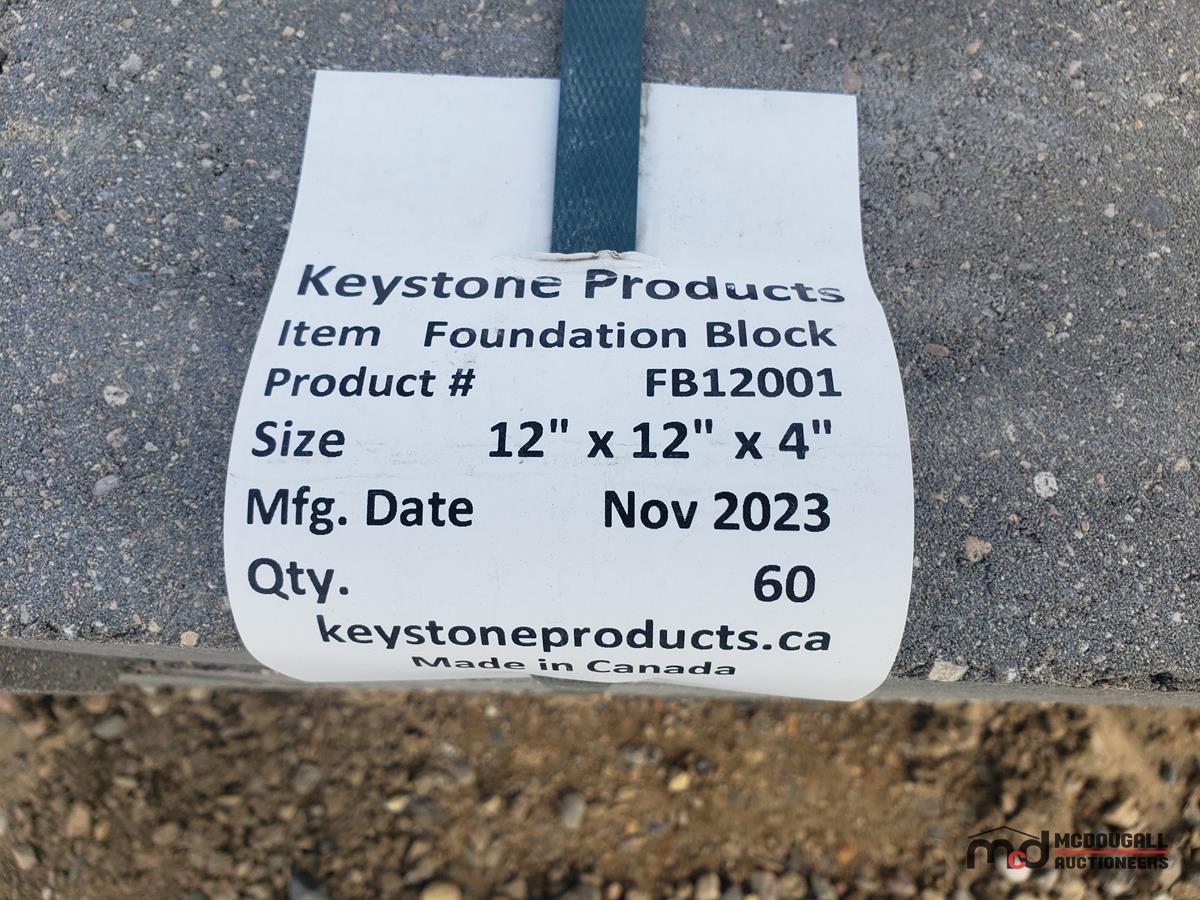 Keystone Products
Item Foundation Block
Product # FB12001
Size 12" x 12" x 4"
Mfg. Date Nov 2023
Qty. 60
keystoneproducts.ca
Made in Canada
mcd MCDOUGALL
AUCTIONEERS